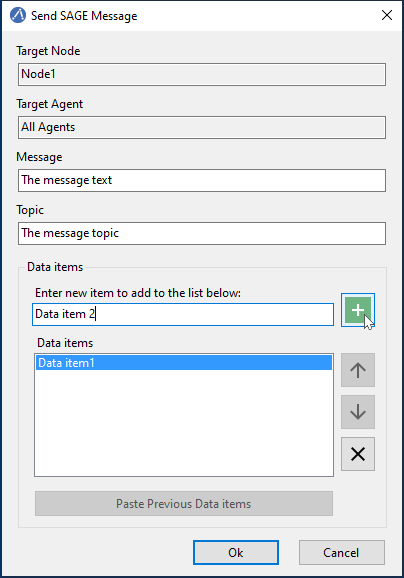 Send SAGE Message
Target Node
Node1
Target Agent
All Agents
Message
The message text
Topic
The message topic
Data items
Enter new item to add to the list below:
Data item 2
Data items
Data item1
Paste Previous Data items
Ok
Cancel